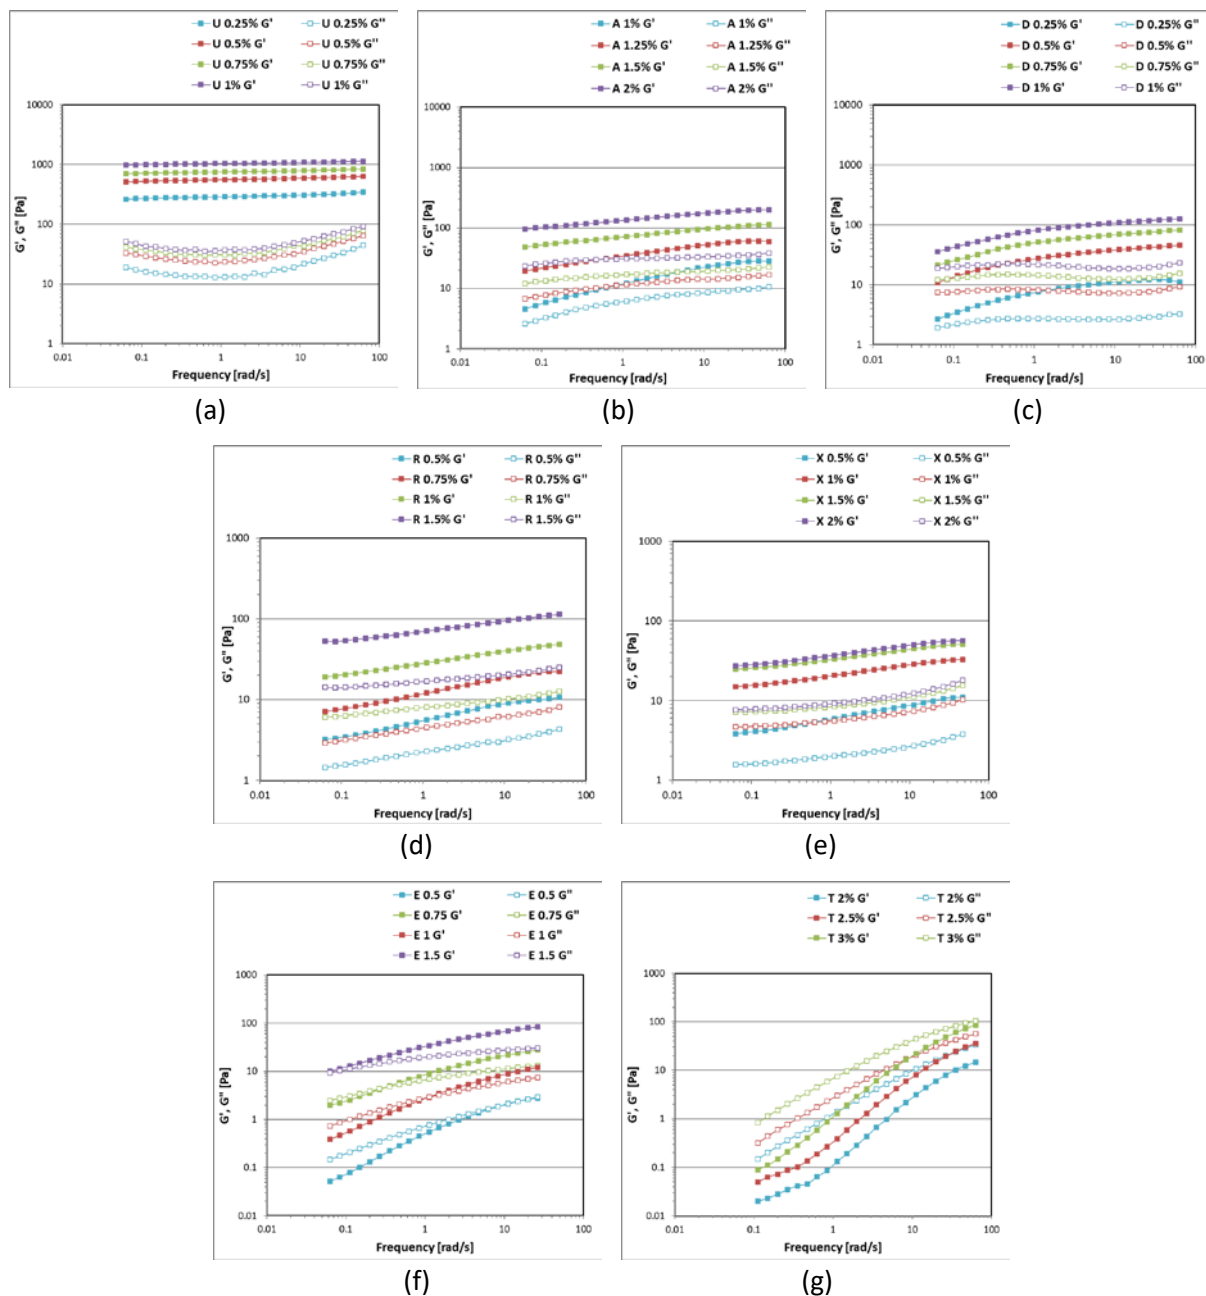 U 0.25% G' U 0.25% G"
U 0.5% G' U 0.5% G"
U 0.75% G' U 0.75% G"
U 1% G' U 1% G"
10000
1000
100
10
1
G', G" [Pa]
0.01 0.1 1 10 100
Frequency [rad/s]
(a)
A 1% G' A 1% G"
A 1.25% G' A 1.25% G"
A 1.5% G' A 1.5% G"
A 2% G' A 2% G"
10000
1000
100
10
1
G', G" [Pa]
0.01 0.1 1 10 100
Frequency [rad/s]
(b)
D 0.25% G' D 0.25% G"
D 0.5% G' D 0.5% G"
D 0.75% G' D 0.75% G"
D 1% G' D 1% G"
10000
1000
100
10
1
G', G" [Pa]
0.01 0.1 1 10 100
Frequency [rad/s]
(c)
R 0.5% G' R 0.5% G"
R 0.75% G' R 0.75% G"
R 1% G' R 1% G"
R 1.5% G' R 1.5% G"
1000
100
10
1
G', G" [Pa]
0.01 0.1 1 10 100
Frequency [rad/s]
(d)
X 0.5% G' X 0.5% G"
X 1% G' X 1% G"
X 1.5% G' X 1.5% G"
X 2% G' X 2% G"
1000
100
10
1
G', G" [Pa]
0.01 0.1 1 10 100
Frequency [rad/s]
(e)
E 0.5 G' E 0.5 G"
E 0.75 G' E 0.75 G"
E 1 G' E 1 G"
E 1.5 G' E 1.5 G"
1000
100
10
1
0.1
0.01
G', G" [Pa]
0.01 0.1 1 10 100
Frequency [rad/s]
(f)
T 2% G' T 2% G"
T 2.5% G' T 2.5% G"
T 3% G' T 3% G"
1000
100
10
1
0.1
0.01
G', G" [Pa]
0.01 0.1 1 10 100
Frequency [rad/s]
(g)